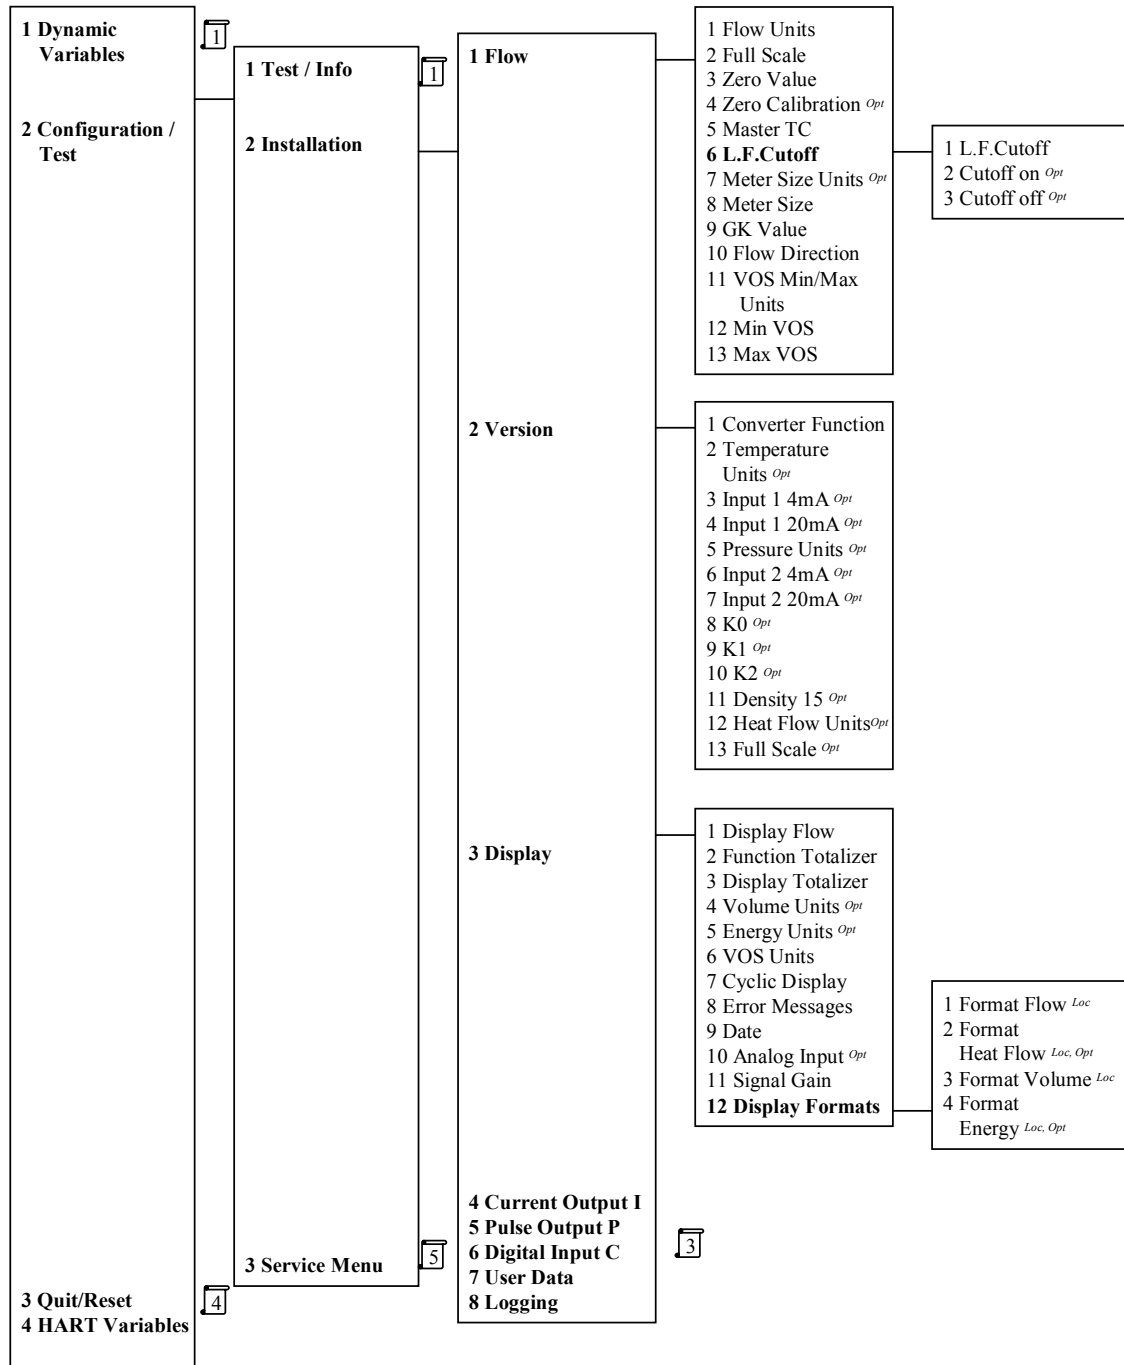 1 Dynamic
Variables
1
2 Configuration /
Test
3 Quit/Reset
4 HART Variables
4
1 Test / Info
1
2 Installation
3 Service Menu
5
1 Flow
2 Version
3 Display
4 Current Output I
5 Pulse Output P
6 Digital Input C
7 User Data
8 Logging
3
1 Flow Units
2 Full Scale
3 Zero Value
4 Zero Calibration Opt
5 Master TC
6 L.F.Cutoff
7 Meter Size Units Opt
8 Meter Size
9 GK Value
10 Flow Direction
11 VOS Min/Max
Units
12 Min VOS
13 Max VOS
1 L.F.Cutoff
2 Cutoff on Opt
3 Cutoff off Opt
1 Converter Function
2 Temperature
Units Opt
3 Input 1 4mA Opt
4 Input 1 20mA Opt
5 Pressure Units Opt
6 Input 2 4mA Opt
7 Input 2 20mA Opt
8 K0 Opt
9 K1 Opt
10 K2 Opt
11 Density 15 Opt
12 Heat Flow UnitsOpt
13 Full Scale Opt
1 Display Flow
2 Function Totalizer
3 Display Totalizer
4 Volume Units Opt
5 Energy Units Opt
6 VOS Units
7 Cyclic Display
8 Error Messages
9 Date
10 Analog Input Opt
11 Signal Gain
12 Display Formats
1 Format Flow Loc
2 Format
Heat Flow Loc, Opt
3 Format Volume Loc
4 Format
Energy Loc, Opt